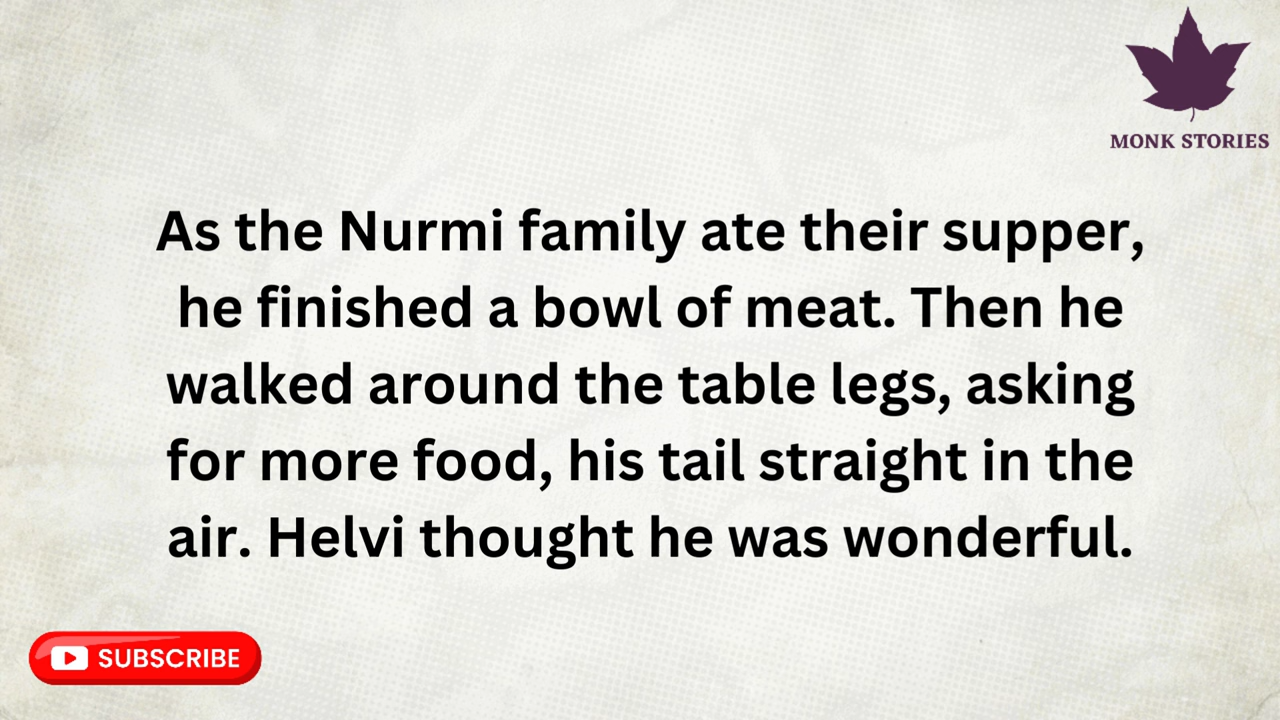 MONK STORIES
As the Nurmi family ate their supper,
he finished a bowl of meat. Then he
walked around the table legs, asking
for more food, his tail straight in the
air. Helvi thought he was wonderful.
SUBSCRIBE